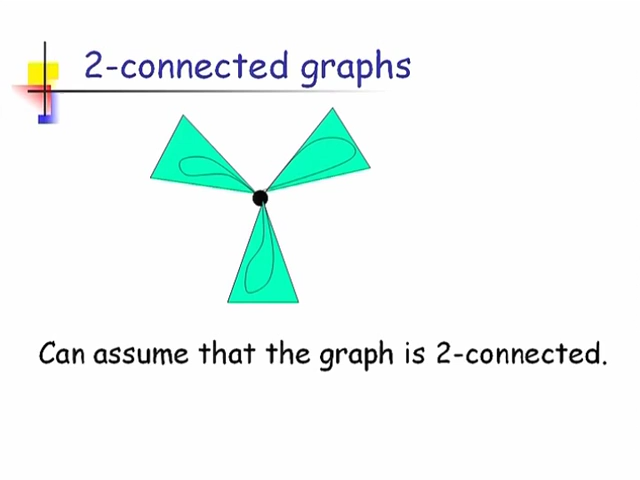 2-connected graphs
Can assume that the graph is 2-connected.